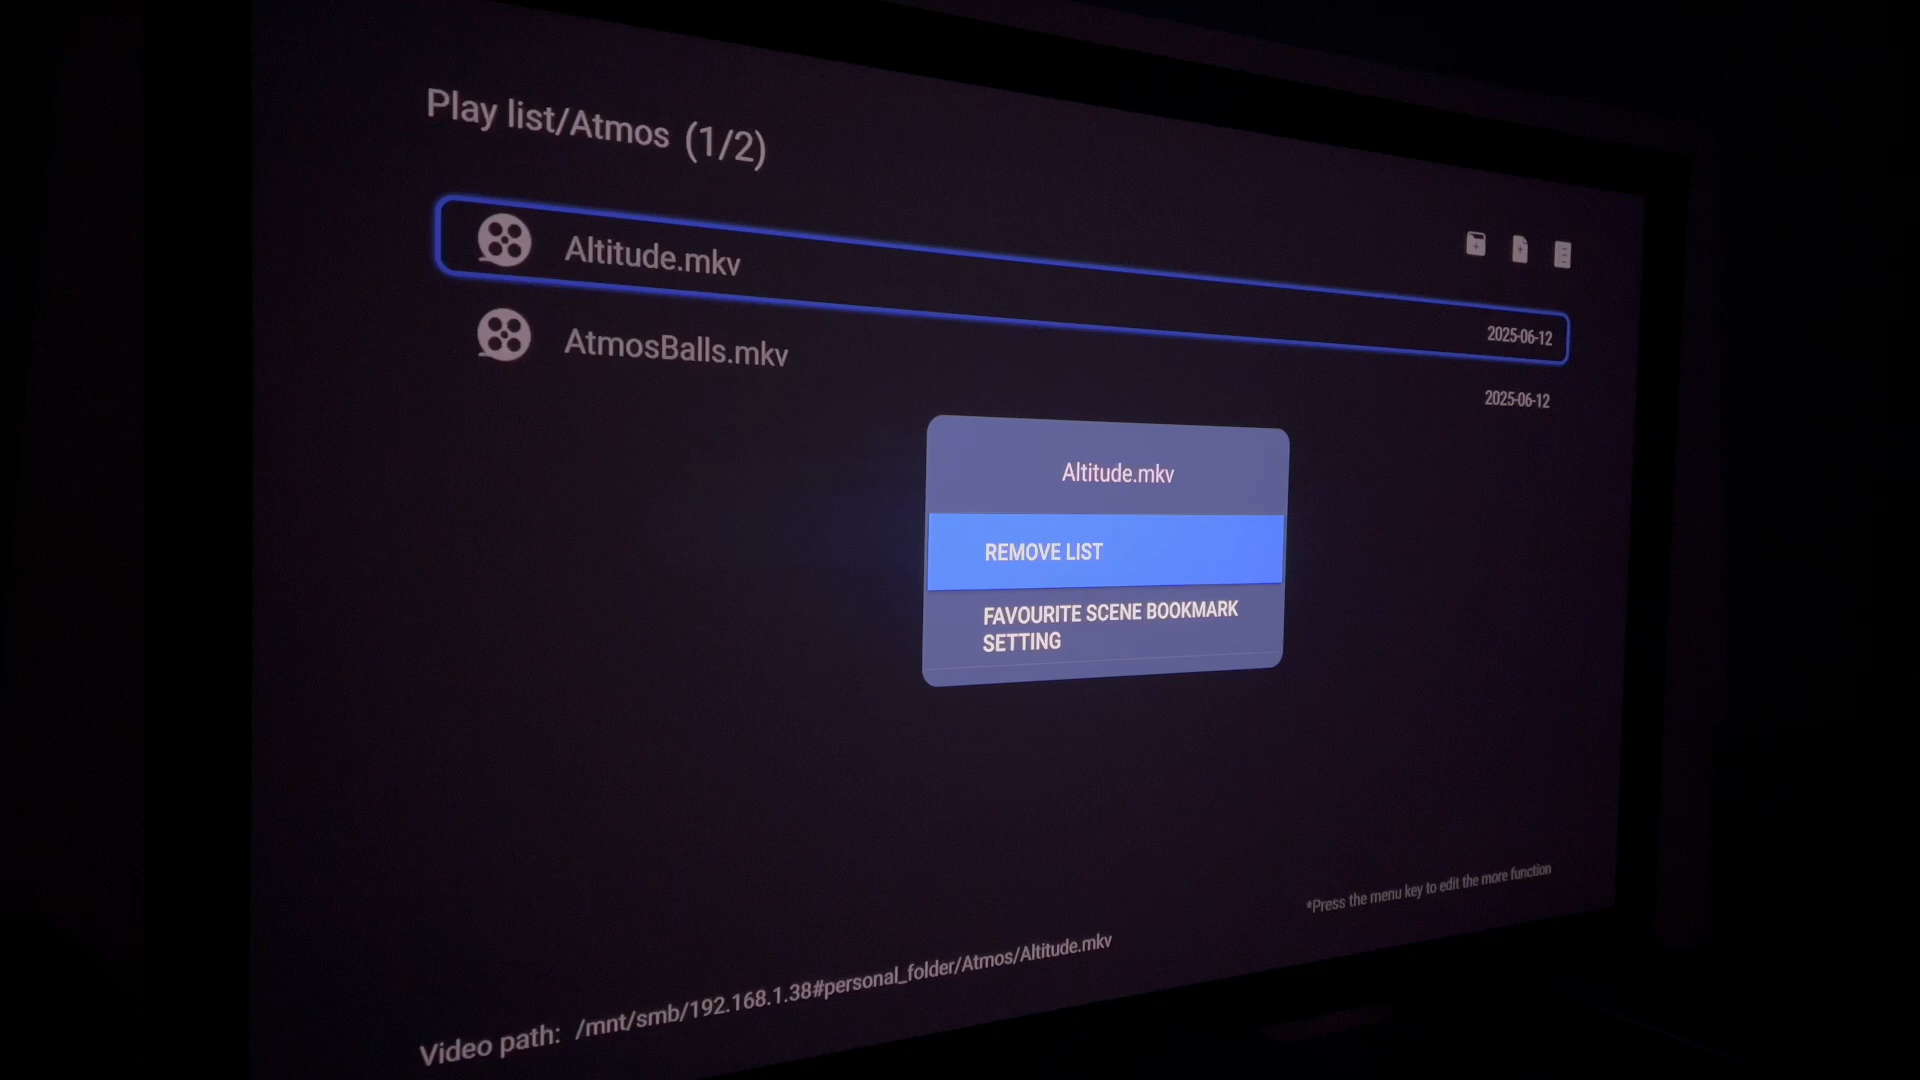 Play list/Atmos (1/2)
Altitude.mkv
2025-06-12
AtmosBalls.mkv
2025-06-12
Altitude.mkv
REMOVE LIST
FAVOURITE SCENE BOOKMARK
SETTING
*Press the menu key to edit the more function
Video path: /mnt/smb/192.168.1.38#personal_folder/Atmos/Altitude.mkv